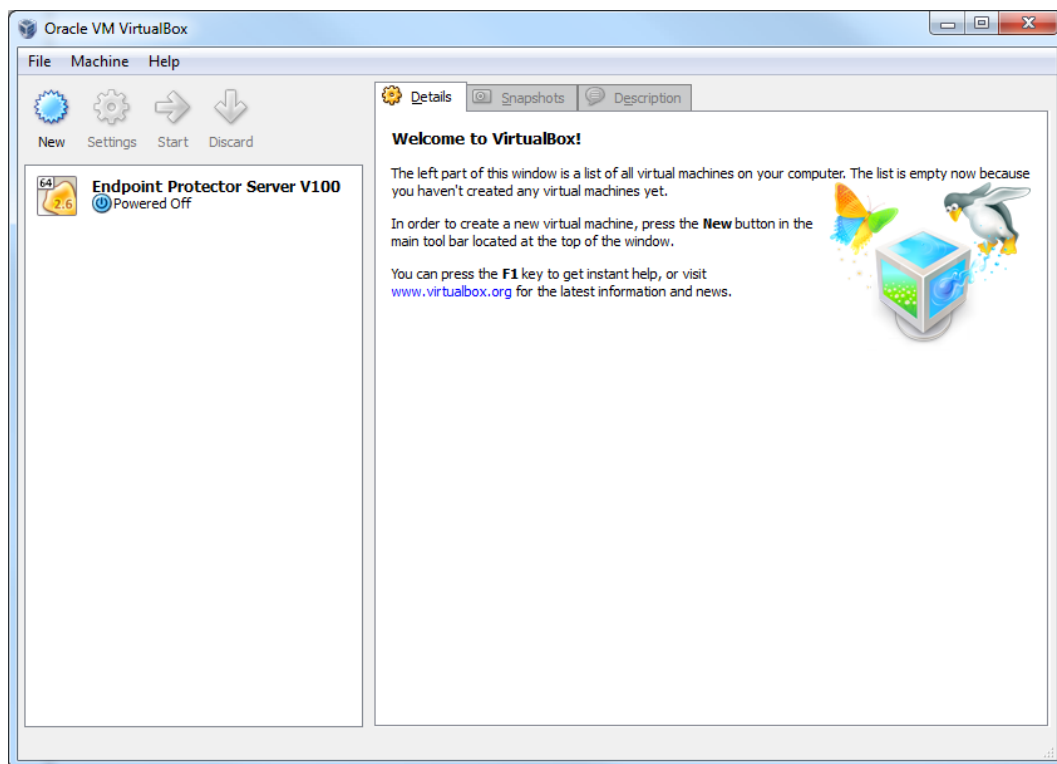 Oracle VM VirtualBox
File Machine Help
New Settings Start Discard
64
2.6
Endpoint Protector Server V100
Powered Off
Details Snapshots Description
Welcome to VirtualBox!
The left part of this window is a list of all virtual machines on your computer. The list is empty now because
you haven't created any virtual machines yet.
In order to create a new virtual machine, press the New button in the
main tool bar located at the top of the window.
You can press the F1 key to get instant help, or visit
www.virtualbox.org for the latest information and news.